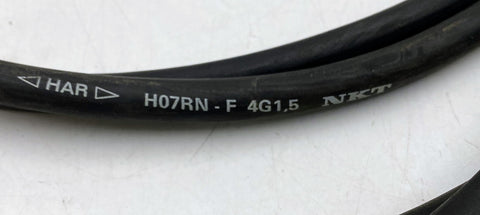 ◁ HAR ▷ H07RN - F 4G1,5 NKT